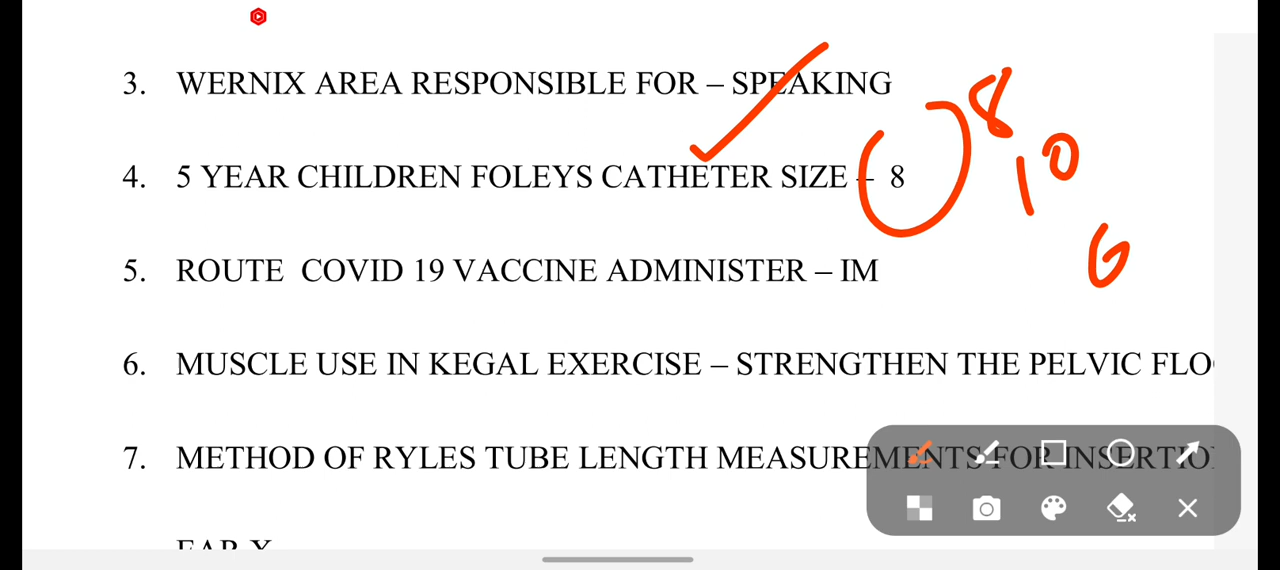 3. WERNIX AREA RESPONSIBLE FOR – SPEAKING
8
10
4. 5 YEAR CHILDREN FOLEYS CATHETER SIZE – 8
6
5. ROUTE COVID 19 VACCINE ADMINISTER – IM
6. MUSCLE USE IN KEGAL EXERCISE – STRENGTHEN THE PELVIC FLO
7. METHOD OF RYLES TUBE LENGTH MEASUREMENTS FOR INSERTIO